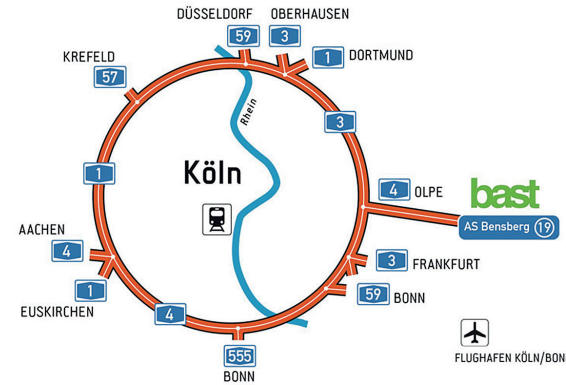 DÜSSELDORF
OBERHAUSEN
59
3
1
DORTMUND
KREFELD
57
Rhein
3
1
Köln
4
OLPE
bast
AS Bensberg 19
AACHEN
4
3
FRANKFURT
1
59
BONN
EUSKIRCHEN
4
555
BONN
FLUGHAFEN KÖLN/BON